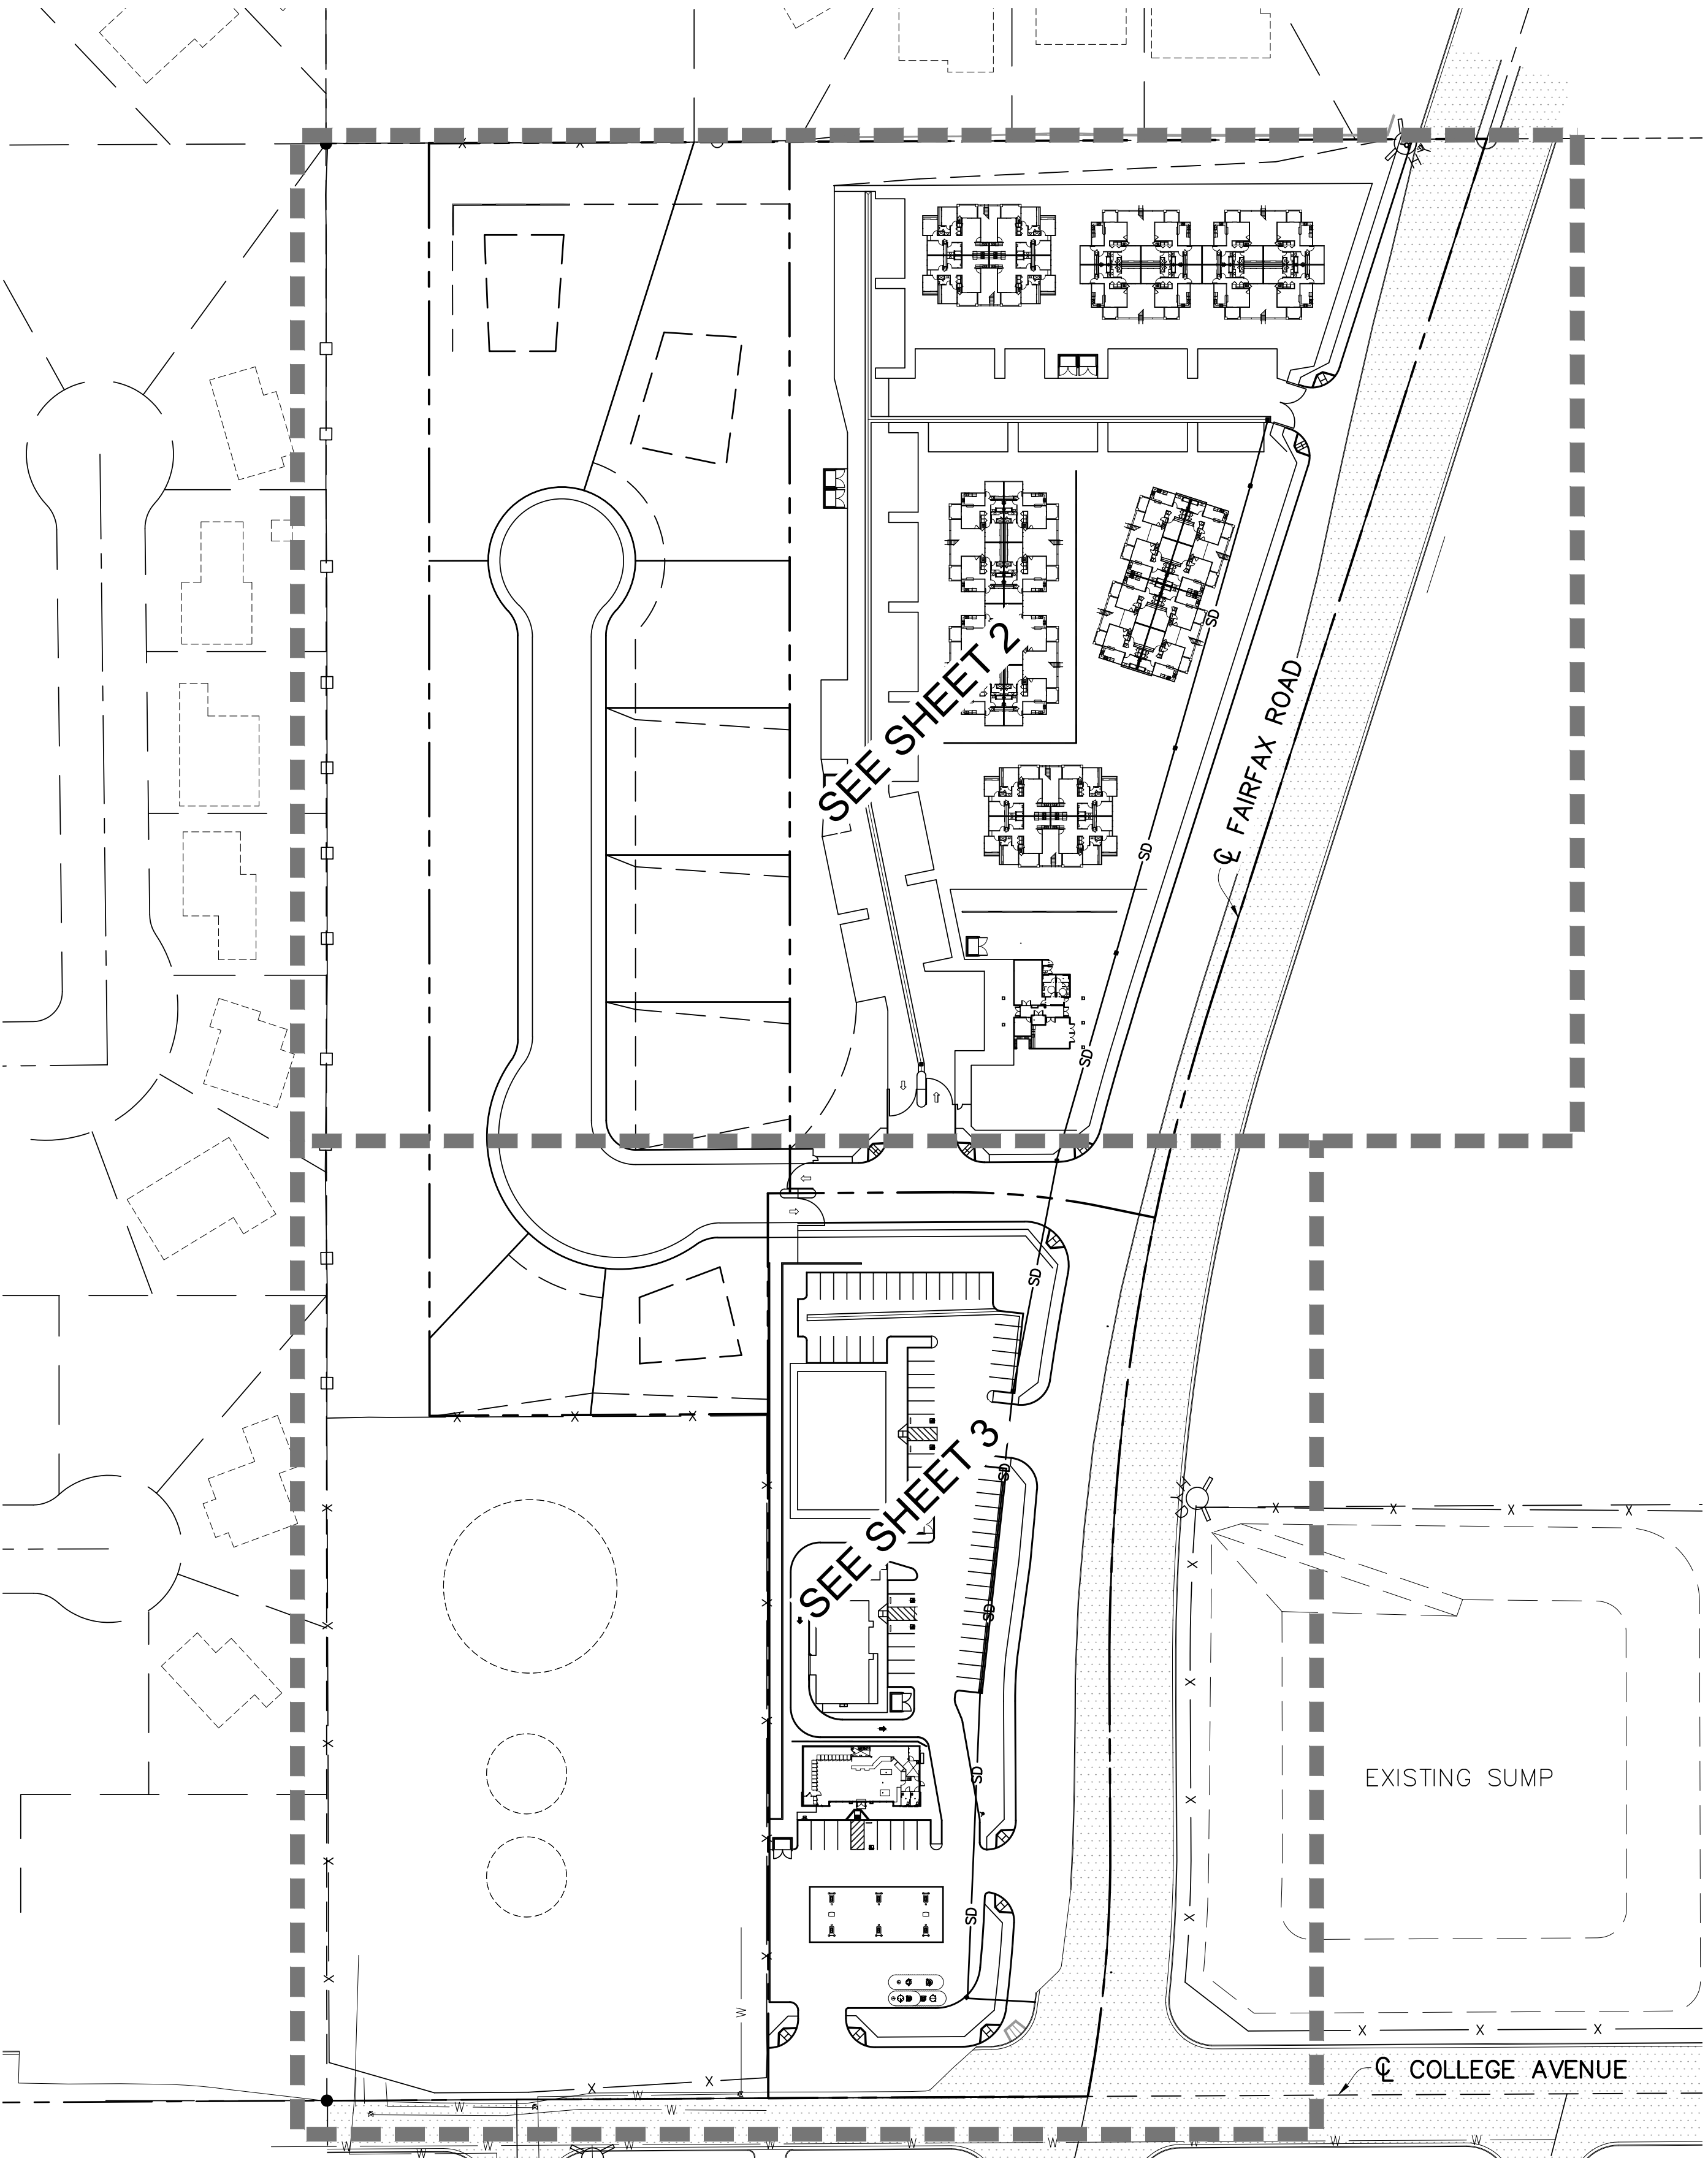 SEE SHEET 2
SD
℄ FAIRFAX ROAD
SD
SD
SD
SEE SHEET 3
SD
X X X
X X X X
SD
X
X
X
X
EXISTING SUMP
SD
SD
W
X X X
℄ COLLEGE AVENUE
X X
W W
W W W W W W W W W